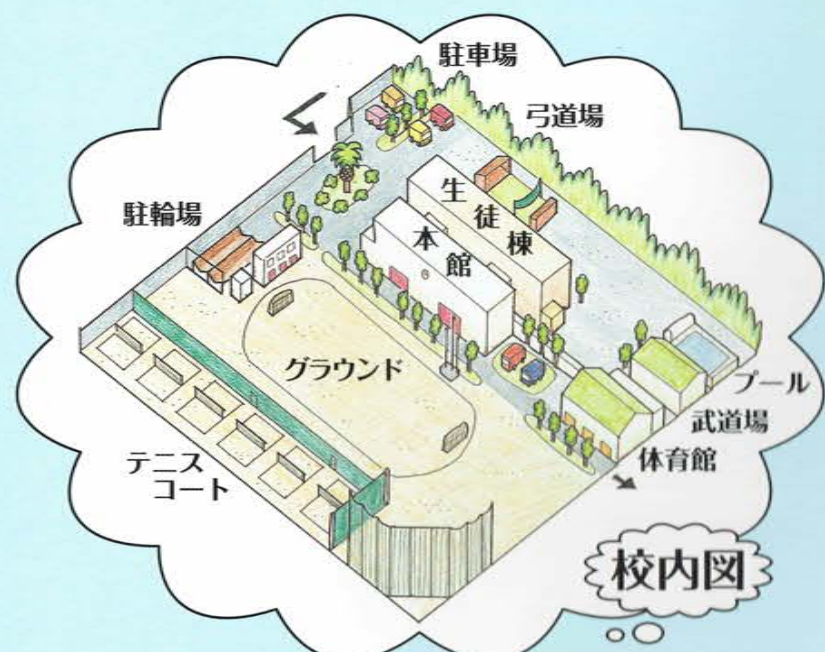 駐車場
弓道場
駐輪場
生徒棟
本館
グラウンド
テニス
コート
プール
武道場
体育館
校内図